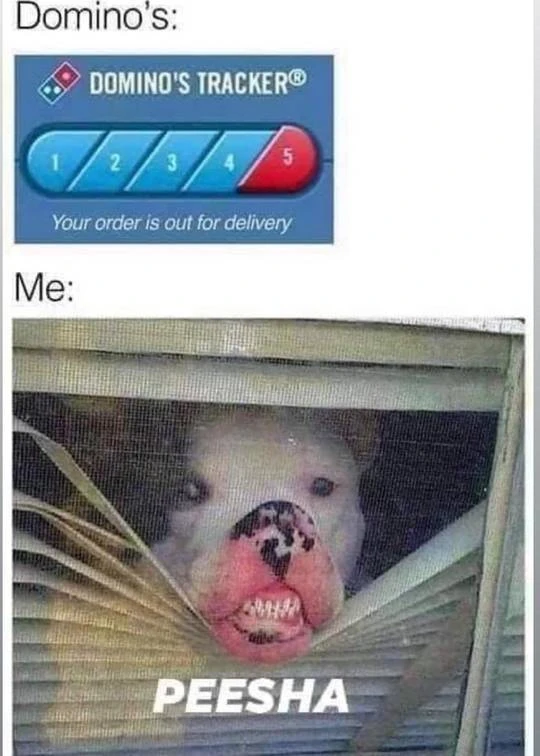 Domino's:
DOMINO'S TRACKER®
1 2 3 4 5
Your order is out for delivery
Me:
PEESHA